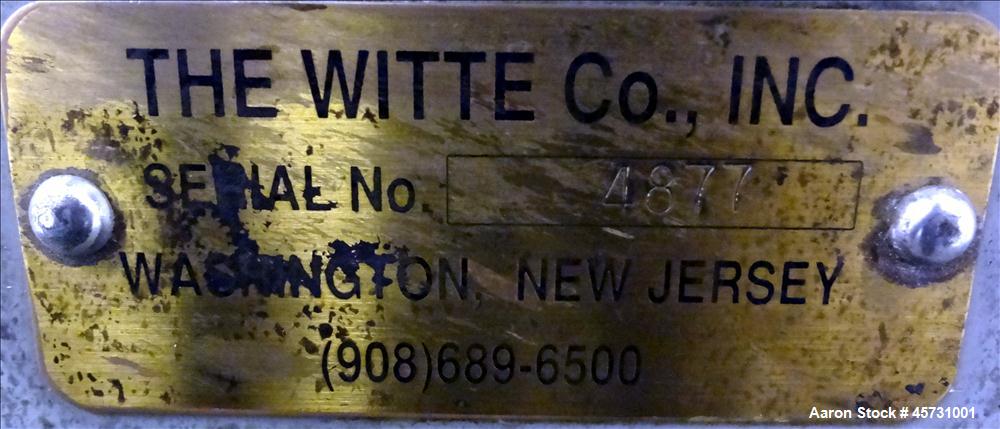 THE WITTE Co., INC.
SERIAL No. 4877
WASHINGTON, NEW JERSEY
(908)689-6500
Aaron Stock # 45731001